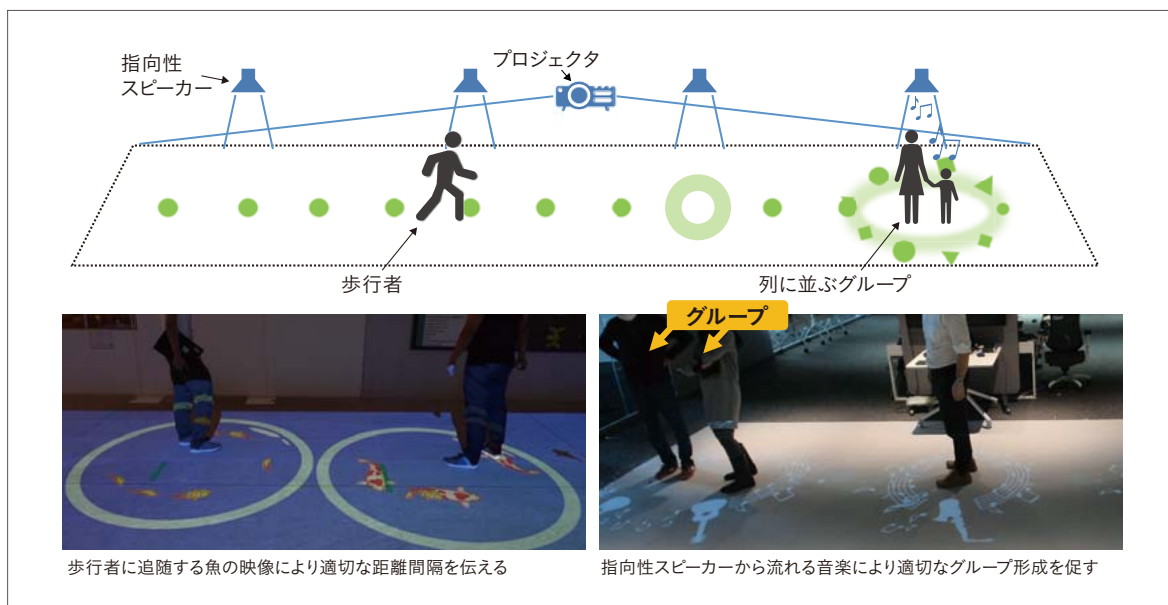 指向性
スピーカー
プロジェクタ
歩行者
列に並ぶグループ
グループ
歩行者に追随する魚の映像により適切な距離間隔を伝える
指向性スピーカーから流れる音楽により適切なグループ形成を促す